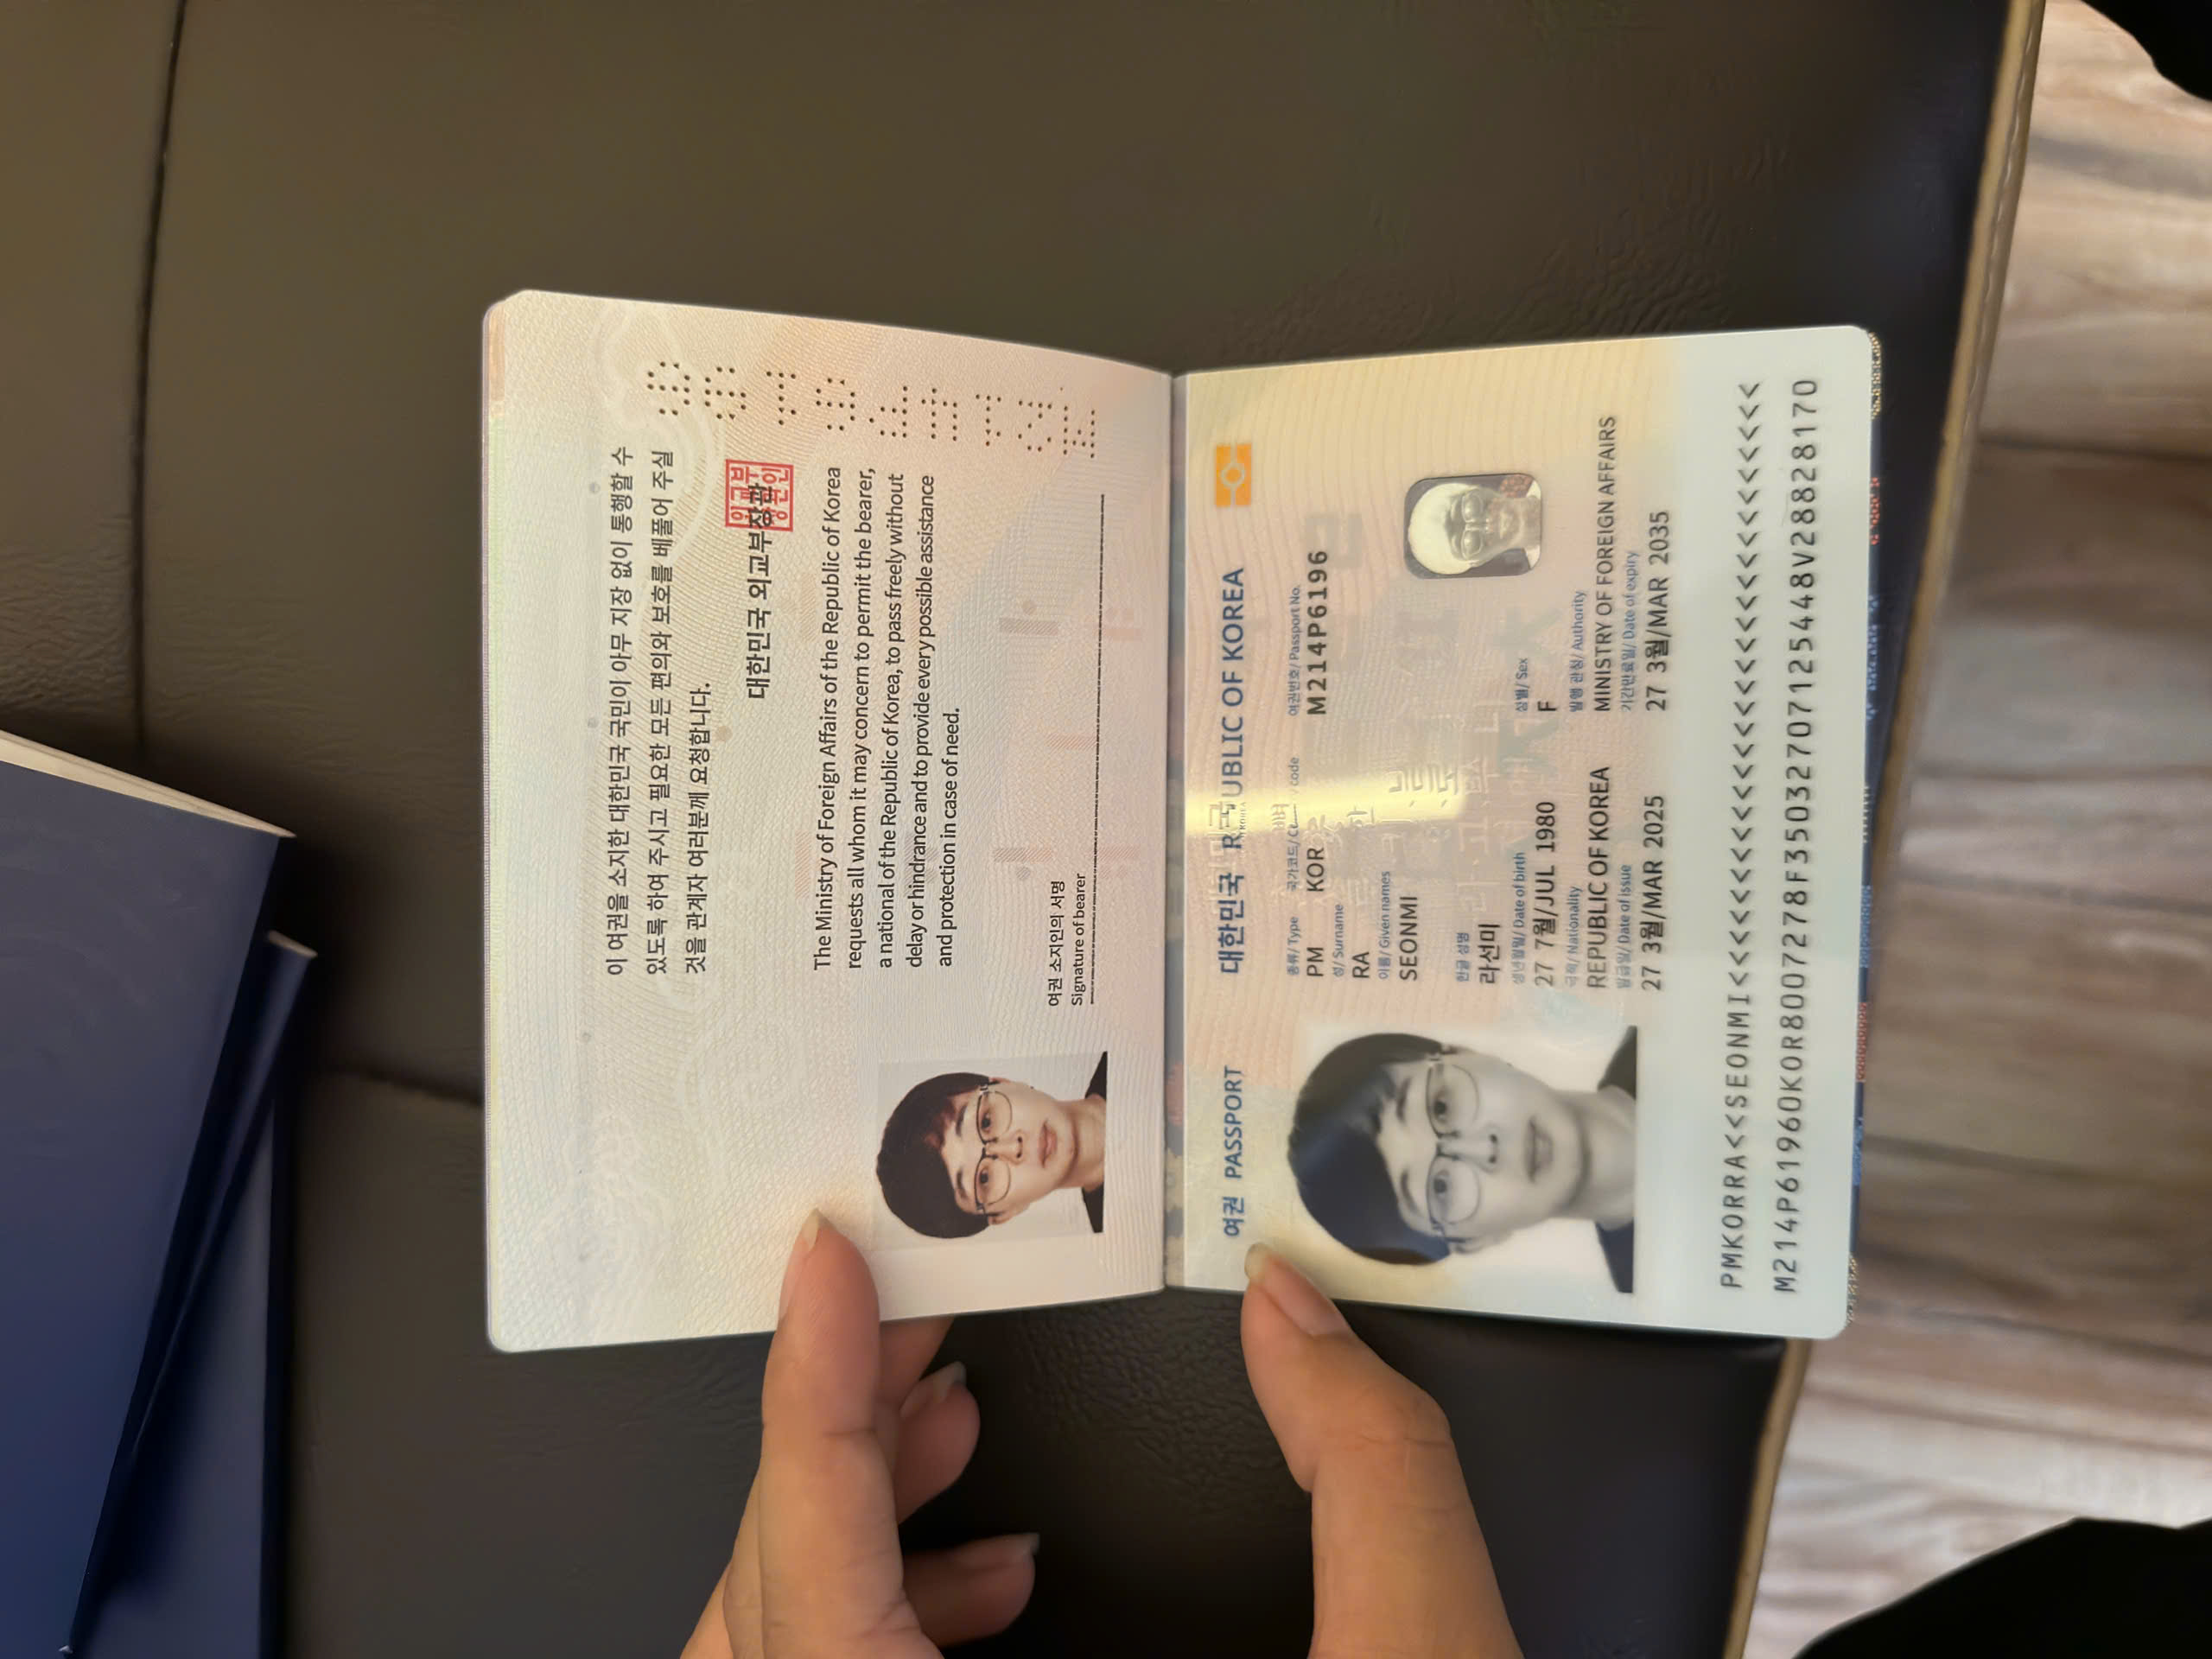 이 여권을 소지한 대한민국 국민이 아무 지장 없이 통행할 수
있도록 하여 주시고 필요한 모든 편의와 보호를 베풀어 주실
것을 관계자 여러분께 요청합니다.
대한민국 외교부장관
외교부
장관인
The Ministry of Foreign Affairs of the Republic of Korea
requests all whom it may concern to permit the bearer,
a national of the Republic of Korea, to pass freely without
delay or hindrance and to provide every possible assistance
and protection in case of need.
여권 소지인의 서명
Signature of bearer
여권 PASSPORT 대한민국 UBLIC OF KOREA
종류/ Type 국가코드/ code 여권번호/ Passport No.
PM KOR M214P6196
성/ Surname
RA
이름/ Given names
SEONMI
한글 성명
라선미
생년월일/ Date of birth 성별/ Sex
27 7월/JUL 1980 F
국적/ Nationality 발행 관청/ Authority
REPUBLIC OF KOREA MINISTRY OF FOREIGN AFFAIRS
발급일/ Date of issue 기간만료일/ Date of expiry
27 3월/MAR 2025 27 3월/MAR 2035
PMKORRA<<SEONMI<<<<<<<<<<<<<<<<<<<<<<<<<<<<<
M214P61960KOR8007278F35032707125448V28828170